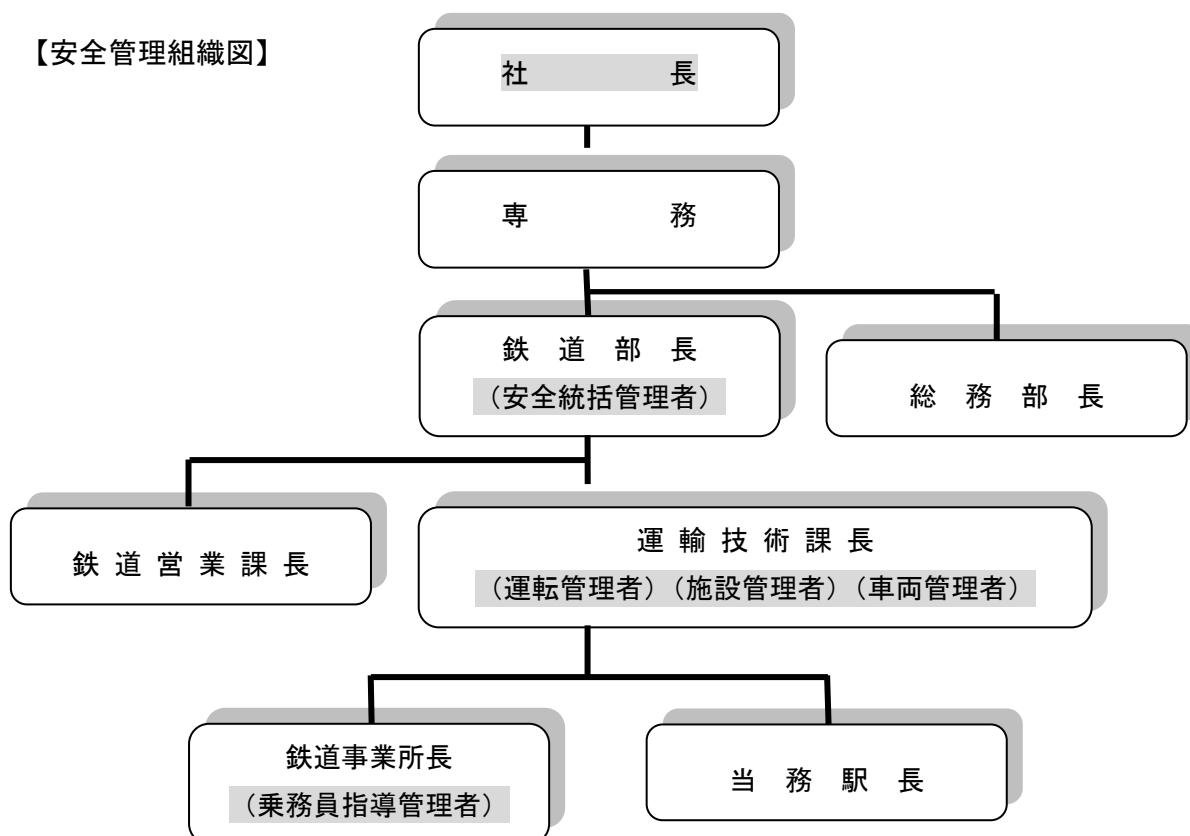 【安全管理組織図】
社長
専務
鉄道部長
（安全統括管理者）
総務部長
鉄道営業課長
運輸技術課長
（運転管理者）（施設管理者）（車両管理者）
鉄道事業所長
（乗務員指導管理者）
当務駅長